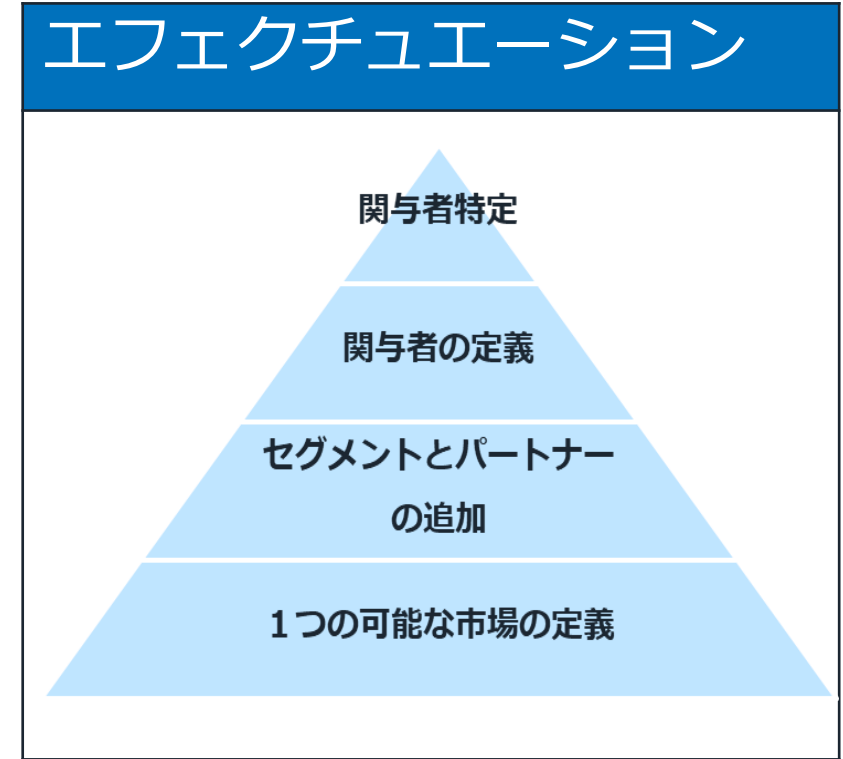 エフェクチュエーション
関与者特定
関与者の定義
セグメントとパートナー
の追加
１つの可能な市場の定義